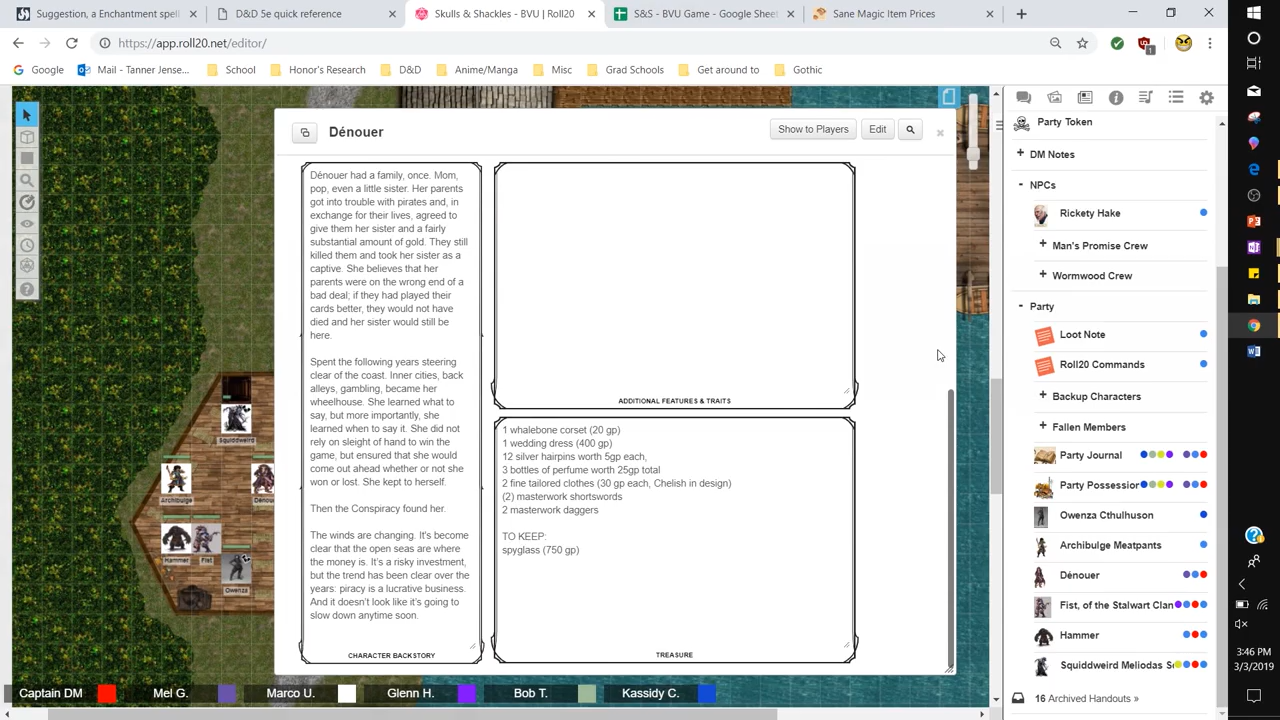 Suggestion, A Enchantment spell
D&D 5e quick reference
Skulls & Shackles - BVU | Roll20
S&S - BVU Game - Google Sheet
Sane Magic Item Prices
https://app.roll20.net/editor/
Google
Mail - Tanner Jense...
School
Honor's Research
D&D
Anime/Manga
Misc
Grad Schools
Get around to
Gothic
Dénouer
Show to Players
Edit
Dénouer had a family, once. Mom,
pop, even a little sister. Her parents
got into trouble with pirates and, in
exchange for their lives, agreed to
give them her sister and a fairly
substantial amount of gold. They still
killed them and took her sister as a
captive. She believes that her
parents were on the wrong end of a
bad deal; if they had played their
cards better, they would not have
died and her sister would still be
here.
Spent the following years steering
clear of the coast. Inner cities, back
alleys, gambling, became her
wheelhouse. She learned what to
say, but more importantly, she
learned when to say it. She did not
rely on sleight of hand to win the
game, but ensured that she would
come out ahead whether or not she
won or lost. She kept to herself.
Then the Conspiracy found her.
The winds are changing. It's become
clear that the open seas are where
the money is. It's a risky investment,
but the trend has been clear over the
years: piracy is a lucrative business.
And it doesn't look like it's going to
slow down anytime soon.
CHARACTER BACKSTORY
ADDITIONAL FEATURES & TRAITS
1 whalebone corset (20 gp)
1 wedding dress (400 gp)
12 silver hairpins worth 5gp each,
3 bottles of perfume worth 25gp total
2 fine tailored clothes (30 gp each, Chelish in design)
(2) masterwork shortswords
2 masterwork daggers
TO KEEP:
spyglass (750 gp)
TREASURE
Squiddweird
Archibulge
Dénoue
Hammer
Fist
Owenza
Party Token
DM Notes
NPCs
Rickety Hake
Man's Promise Crew
Wormwood Crew
Party
Loot Note
Roll20 Commands
Backup Characters
Fallen Members
Party Journal
Party Possession
Owenza Cthulhuson
Archibulge Meatpants
Dénouer
Fist, of the Stalwart Clan
Hammer
Squiddweird Meliodas S
16 Archived Handouts »
Captain DM
Mel G.
Marco U.
Glenn H.
Bob T.
Kassidy C.
3:46 PM
3/3/2019